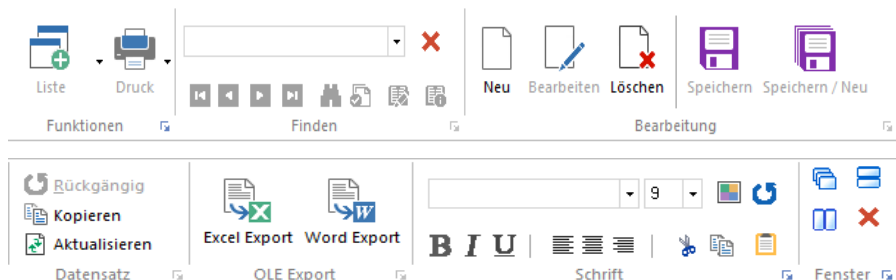 Liste
Druck
Neu
Bearbeiten
Löschen
Speichern
Speichern / Neu
Funktionen
Finden
Bearbeitung
Rückgängig
Kopieren
Aktualisieren
Excel Export
Word Export
9
B I U
Datensatz
OLE Export
Schrift
Fenster